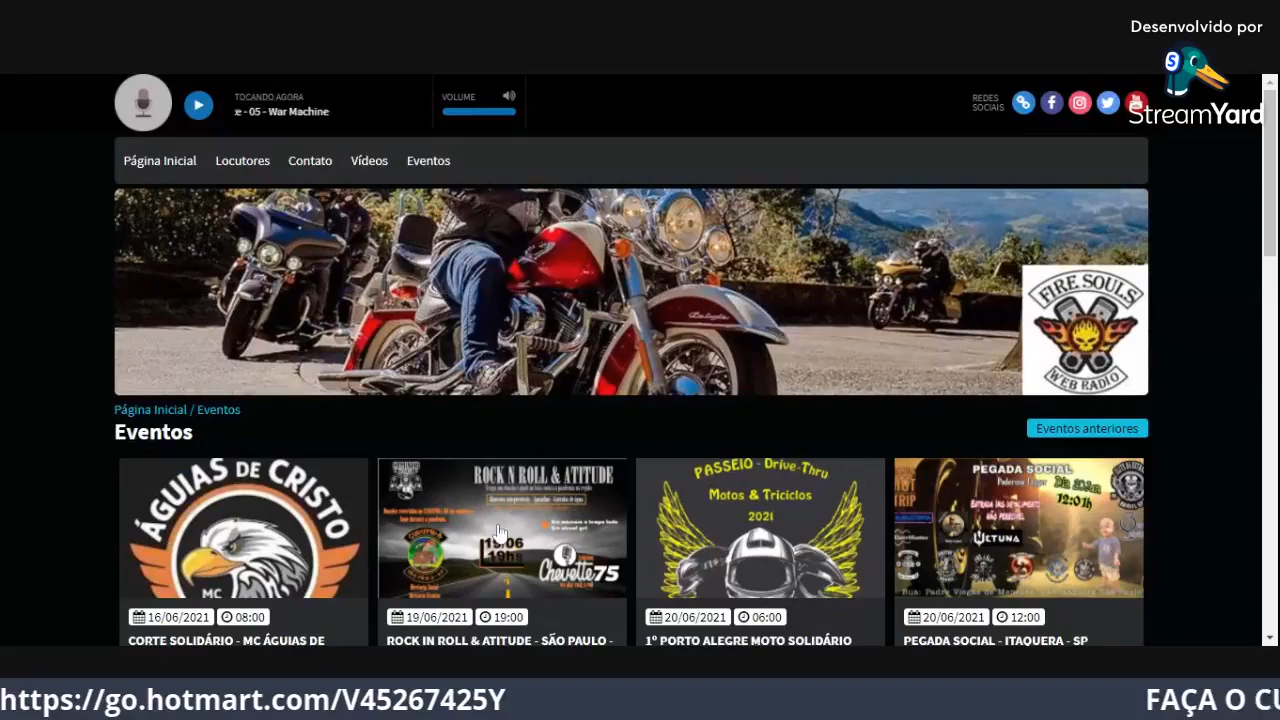 Desenvolvido por
StreamYard
TOCANDO AGORA
e - 05 - War Machine
VOLUME
REDES
SOCIAIS
Página Inicial
Locutores
Contato
Vídeos
Eventos
FIRE SOULS
WEB RADIO
Página Inicial / Eventos
Eventos
Eventos anteriores
ÁGUIAS DE CRISTO
MC
16/06/2021
08:00
CORTE SOLIDÁRIO - MC ÁGUIAS DE
ROCK N ROLL & ATITUDE
19/06
19hs
Chevette 75
19/06/2021
19:00
ROCK IN ROLL & ATITUDE - SÃO PAULO -
PASSEIO - Drive-Thru
Motos & Triciclos
2021
20/06/2021
06:00
1º PORTO ALEGRE MOTO SOLIDÁRIO
PEGADA SOCIAL
12:01h
20/06/2021
12:00
PEGADA SOCIAL - ITAQUERA - SP
https://go.hotmart.com/V45267425Y
FAÇA O CU